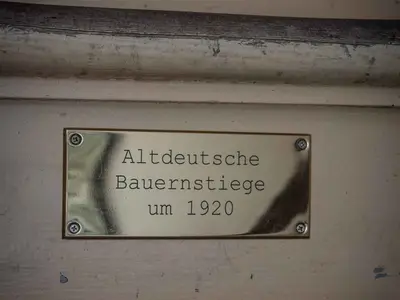 Altdeutsche
Bauernstiege
um 1920